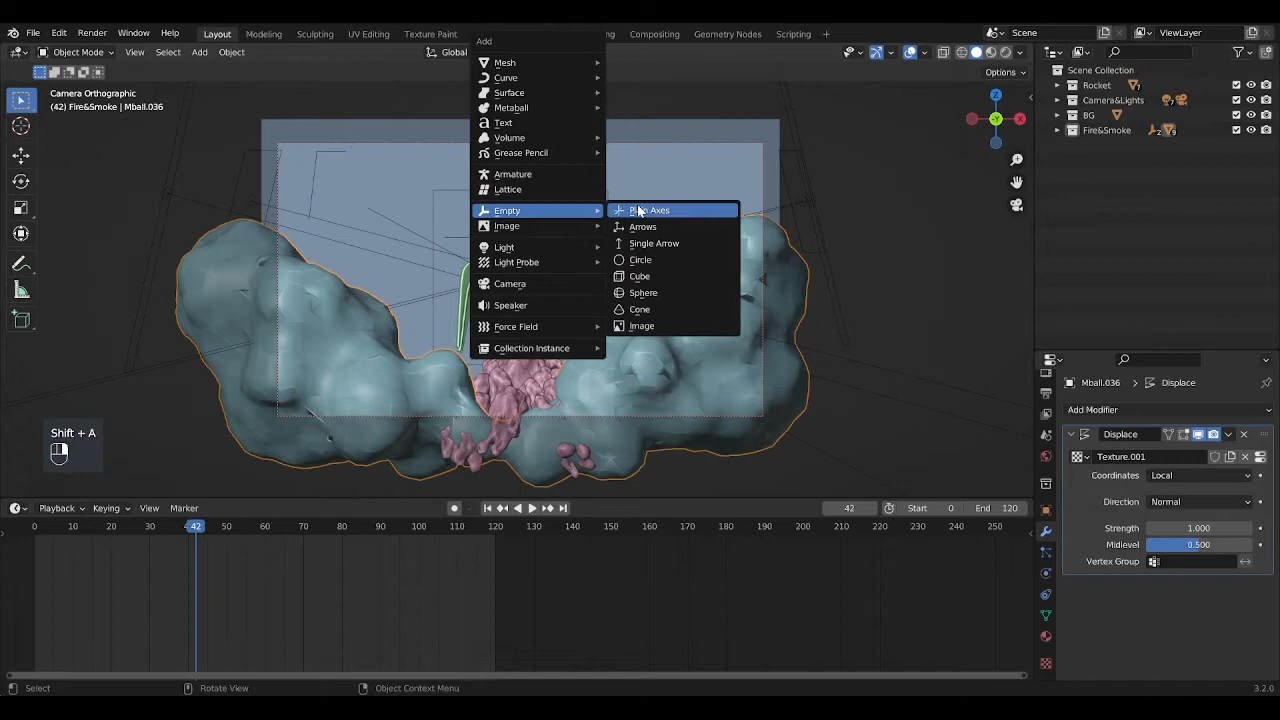 File Edit Render Window Help Layout Modeling Sculpting UV Editing Texture Paint Compositing Geometry Nodes Scripting + Scene ViewLayer
Object Mode View Select Add Object Global
Options
Camera Orthographic
(42) Fire&Smoke | Mball.036
Add
Mesh
Curve
Surface
Metaball
Text
Volume
Grease Pencil
Armature
Lattice
Empty
Image
Light
Light Probe
Camera
Speaker
Force Field
Collection Instance
Plain Axes
Arrows
Single Arrow
Circle
Cube
Sphere
Cone
Image
Z
X
-Y
Shift + A
Scene Collection
Rocket 7
Camera&Lights 7
BG
Fire&Smoke 2 9
Mball.036 Displace
Add Modifier
Displace
Texture.001
Coordinates Local
Direction Normal
Strength 1.000
Midlevel 0.500
Vertex Group
Playback Keying View Marker 42 Start 0 End 120
0 10 30 42 50 60 70 80 90 100 110 120 130 140 150 160 170 180 190 200 210 220 230 240 250
Select Rotate View Object Context Menu 3.2.0